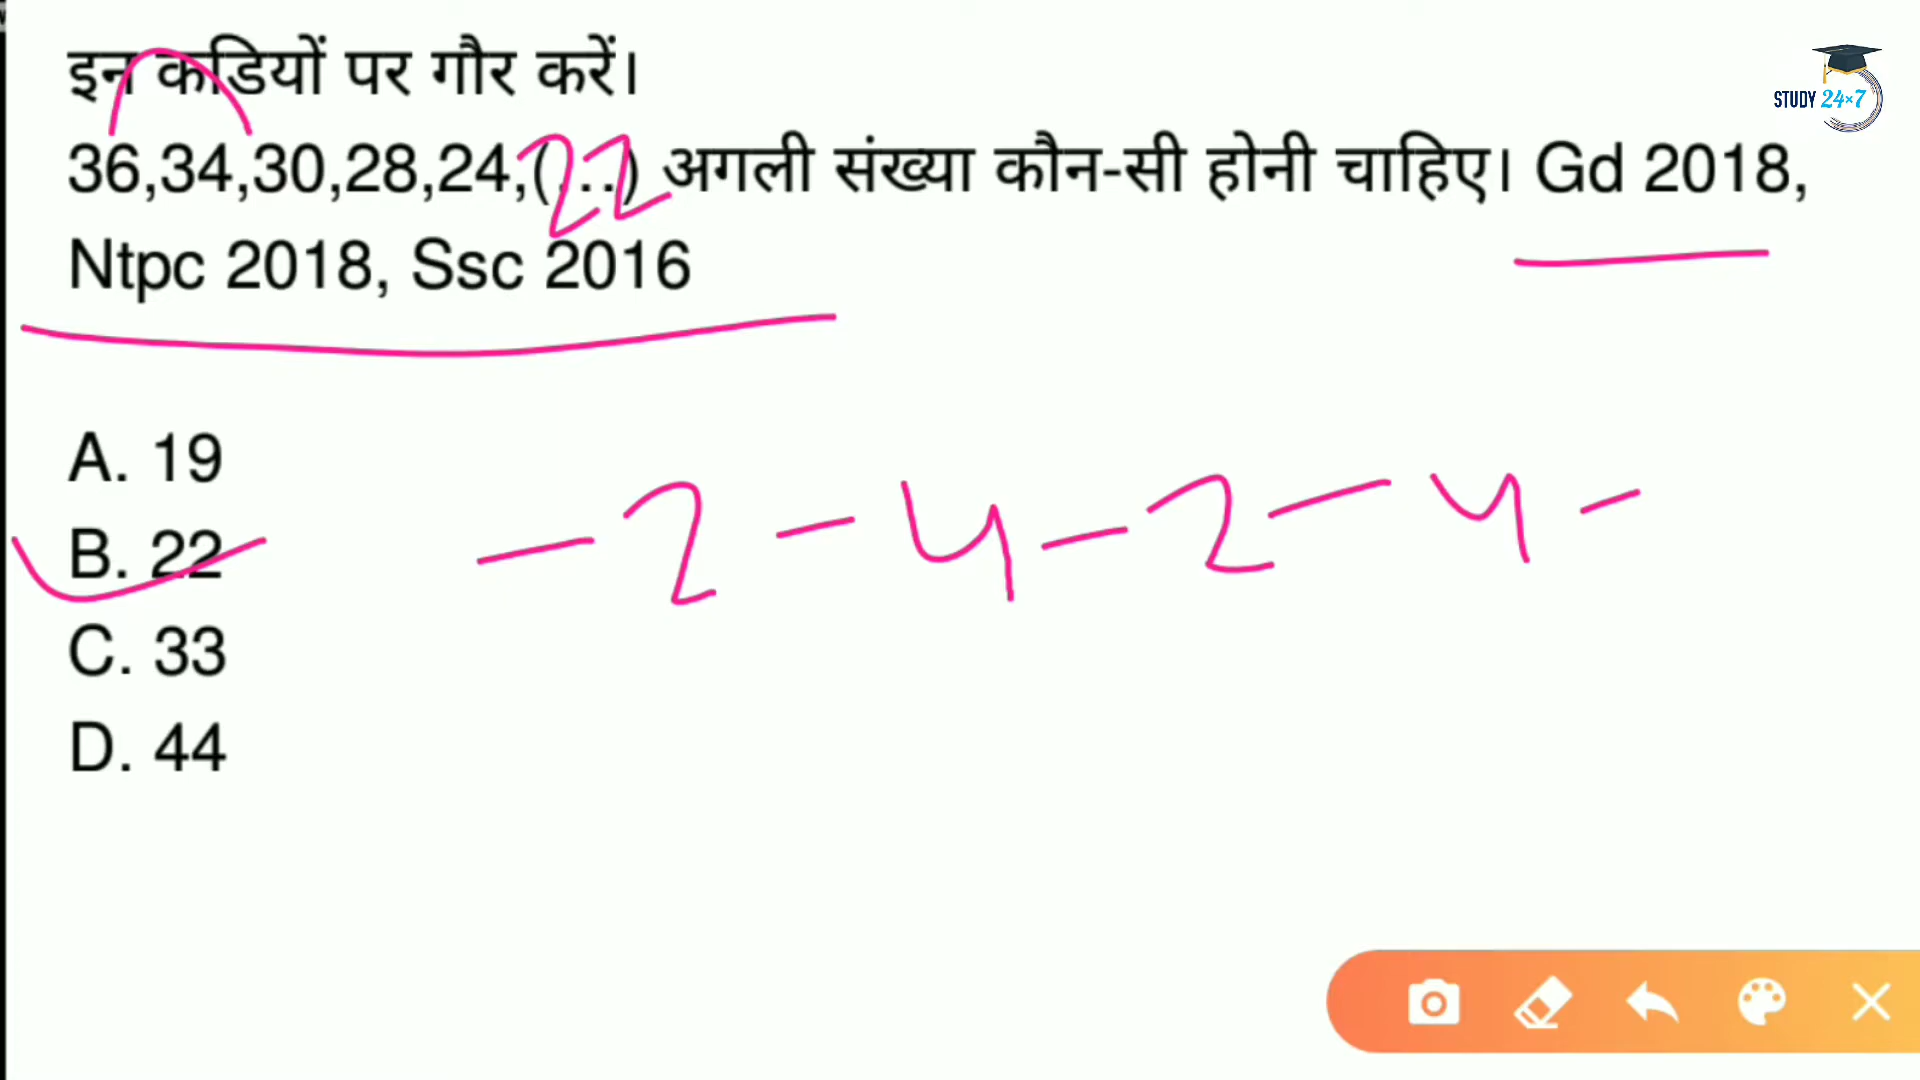 इन कडियों पर गौर करें।
36,34,30,28,24,(...) अगली संख्या कौन-सी होनी चाहिए। Gd 2018,
22
Ntpc 2018, Ssc 2016
A. 19
B. 22
C. 33
D. 44
-2-4-2-4-
STUDY 24×7